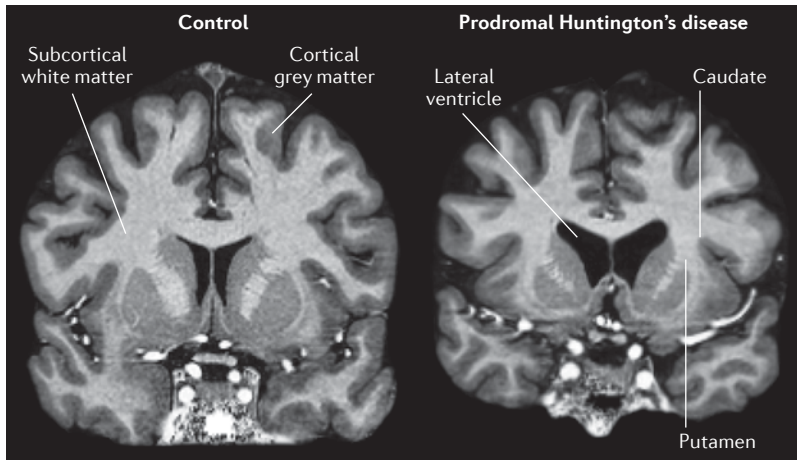 Control
Prodromal Huntington's disease
Subcortical
white matter
Cortical
grey matter
Lateral
ventricle
Caudate
Putamen